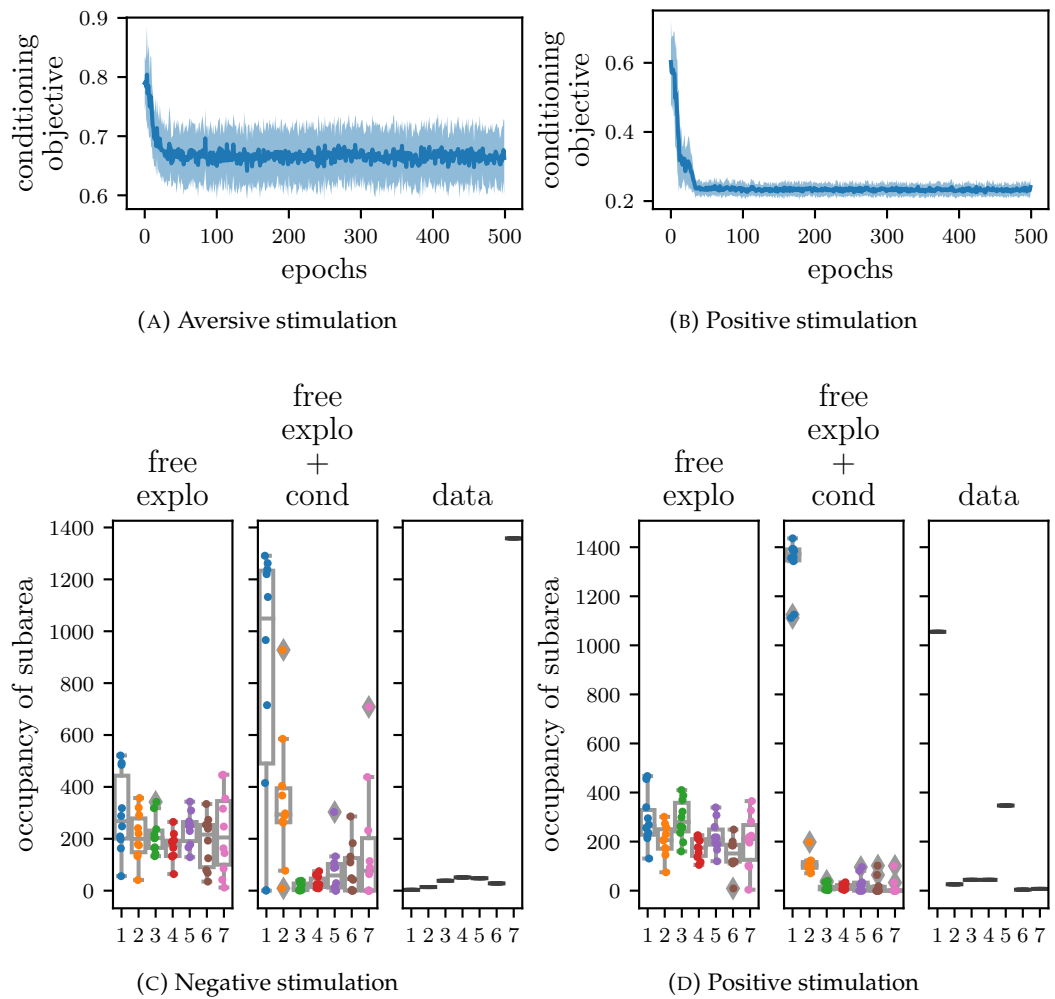 0.9
0.8
0.7
0.6
conditioning
objective
0 100 200 300 400 500
epochs
(A) Aversive stimulation
0.6
0.4
0.2
conditioning
objective
0 100 200 300 400 500
epochs
(B) Positive stimulation
free
explo
free
explo
+
cond
data
1400
1200
1000
800
600
400
200
0
occupancy of subarea
1 2 3 4 5 6 7
1 2 3 4 5 6 7
1 2 3 4 5 6 7
(C) Negative stimulation
free
explo
free
explo
+
cond
data
1400
1200
1000
800
600
400
200
0
occupancy of subarea
1 2 3 4 5 6 7
1 2 3 4 5 6 7
1 2 3 4 5 6 7
(D) Positive stimulation